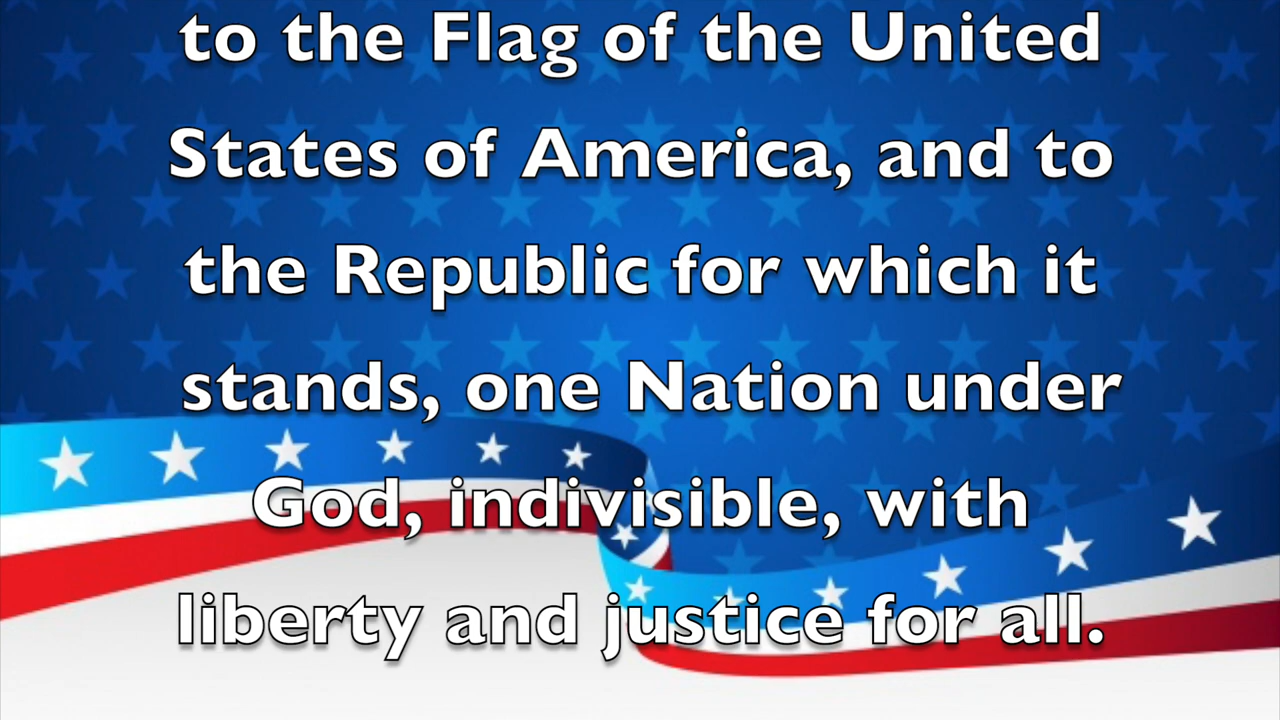 to the Flag of the United
States of America, and to
the Republic for which it
stands, one Nation under
God, indivisible, with
liberty and justice for all.